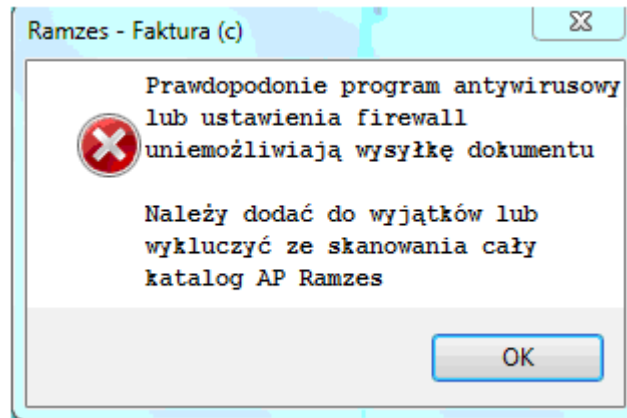 Ramzes - Faktura (c)
Prawdopodonie program antywirusowy
lub ustawienia firewall
uniemożliwiają wysyłkę dokumentu
Należy dodać do wyjątków lub
wykluczyć ze skanowania cały
katalog AP Ramzes
OK